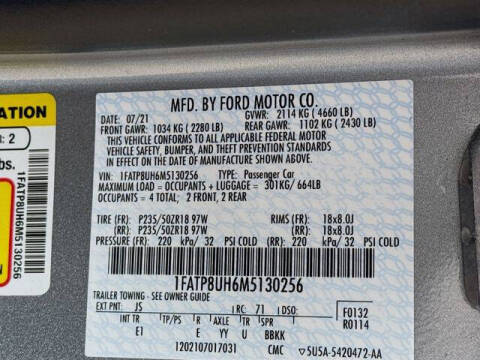 ATION
R: 2
bs.
1FATP8UH6M5130256
MFD. BY FORD MOTOR CO.
DATE: 07/21 GVWR: 2114 KG ( 4660 LB)
FRONT GAWR: 1034 KG ( 2280 LB) REAR GAWR: 1102 KG ( 2430 LB)
THIS VEHICLE CONFORMS TO ALL APPLICABLE FEDERAL MOTOR
VEHICLE SAFETY, BUMPER, AND THEFT PREVENTION STANDARDS
IN EFFECT ON THE DATE OF MANUFACTURE SHOWN ABOVE.
VIN: 1FATP8UH6M5130256 TYPE: Passenger Car
MAXIMUM LOAD = OCCUPANTS + LUGGAGE = 301KG/ 664LB
OCCUPANTS = 4 TOTAL; 2 FRONT, 2 REAR
TIRE (FR): P235/50ZR18 97W RIMS (FR): 18x8.0J
(RR): P235/50ZR18 97W (RR): 18x8.0J
PRESSURE (FR): 220 kPa/ 32 PSI COLD (RR): 220 kPa/ 32 PSI COLD
1FATP8UH6M5130256
TRAILER TOWING - SEE OWNER GUIDE
EXT PNT: JS RC: 71 DSO: F0132
INT TR TP/PS R AXLE TR SPR R0114
E1 E YY U BBKK
1202107017031 CMC 5U5A-5420472-AA